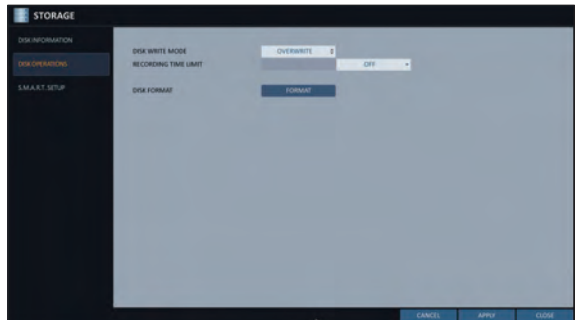 STORAGE
DISK INFORMATION
DISK OPERATIONS
S.M.A.R.T. SETUP
DISK WRITE MODE OVERWRITE
RECORDING TIME LIMIT OFF
DISK FORMAT FORMAT
CANCEL APPLY CLOSE